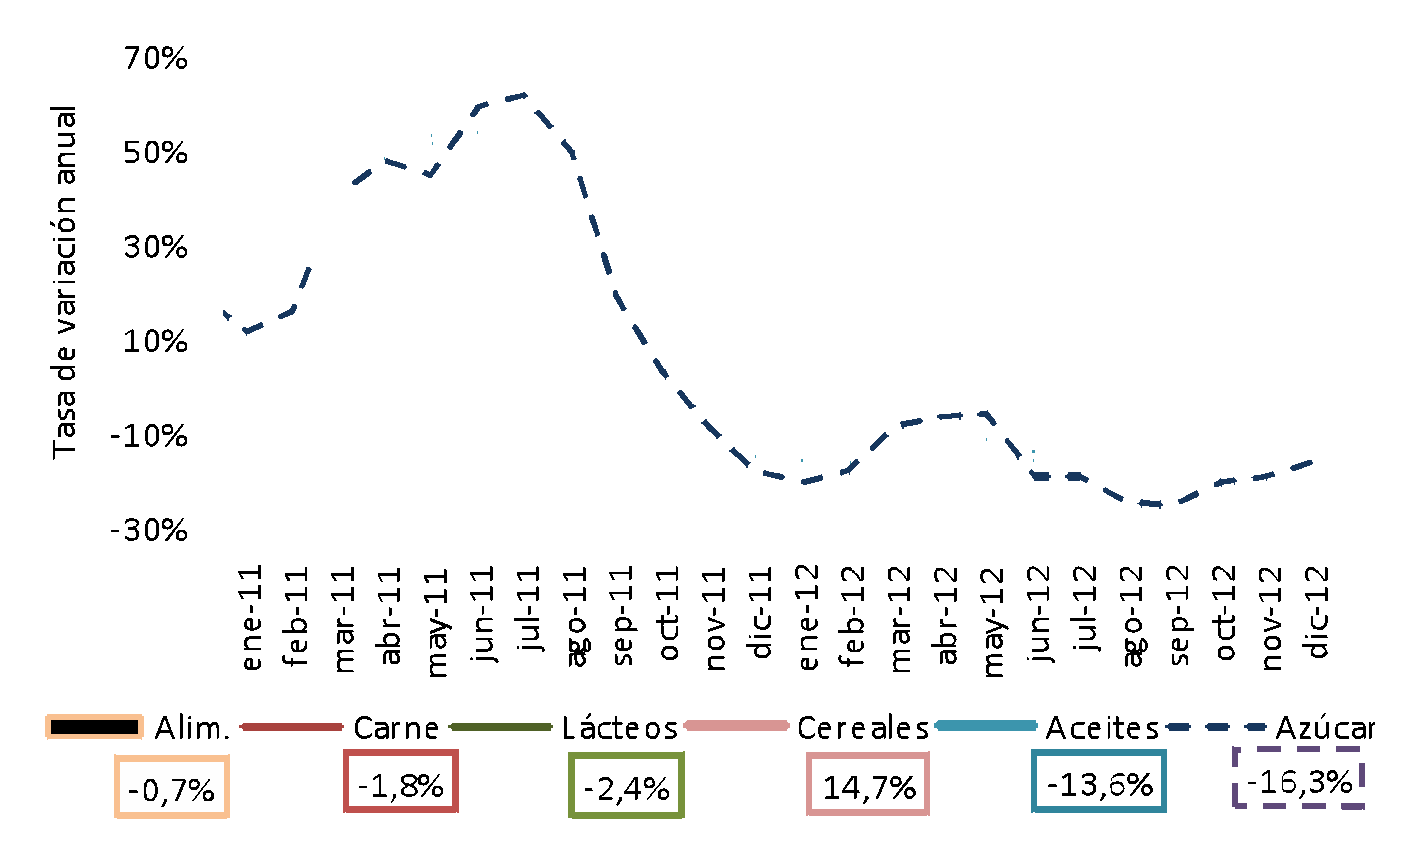 70%
50%
30%
10%
-10%
-30%
Tasa de variación anual
ene-11
feb-11
mar-11
abr-11
may-11
jun-11
jul-11
ago-11
sep-11
oct-11
nov-11
dic-11
ene-12
feb-12
mar-12
abr-12
may-12
jun-12
jul-12
ago-12
sep-12
oct-12
nov-12
dic-12
Alim. Carne Lácteos Cereales Aceites Azúcar
-0,7% -1,8% -2,4% 14,7% -13,6% -16,3%